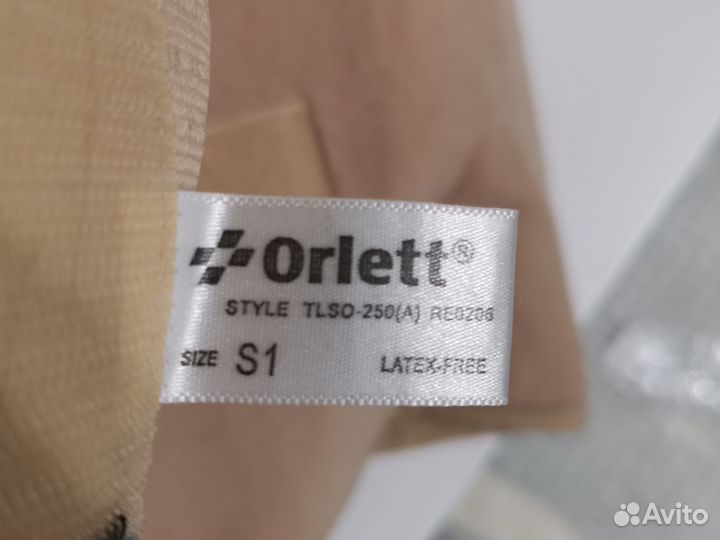 Orlett®
STYLE TLSO-250(A) RE0206
SIZE S1 LATEX-FREE
Avito